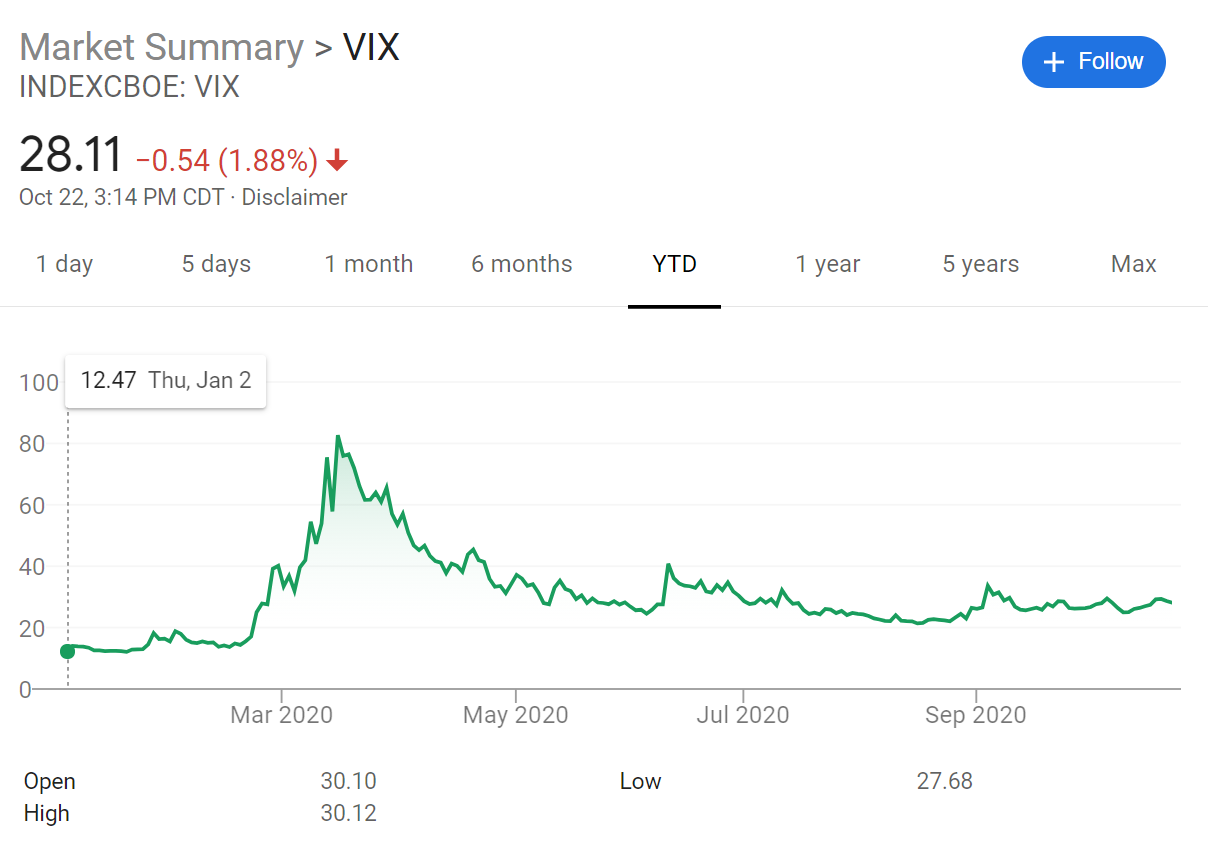 Market Summary > VIX
INDEXCBOE: VIX
+ Follow
28.11 −0.54 (1.88%)
Oct 22, 3:14 PM CDT · Disclaimer
1 day 5 days 1 month 6 months YTD 1 year 5 years Max
12.47 Thu, Jan 2
100
80
60
40
20
0
Mar 2020 May 2020 Jul 2020 Sep 2020
Open 30.10 Low 27.68
High 30.12